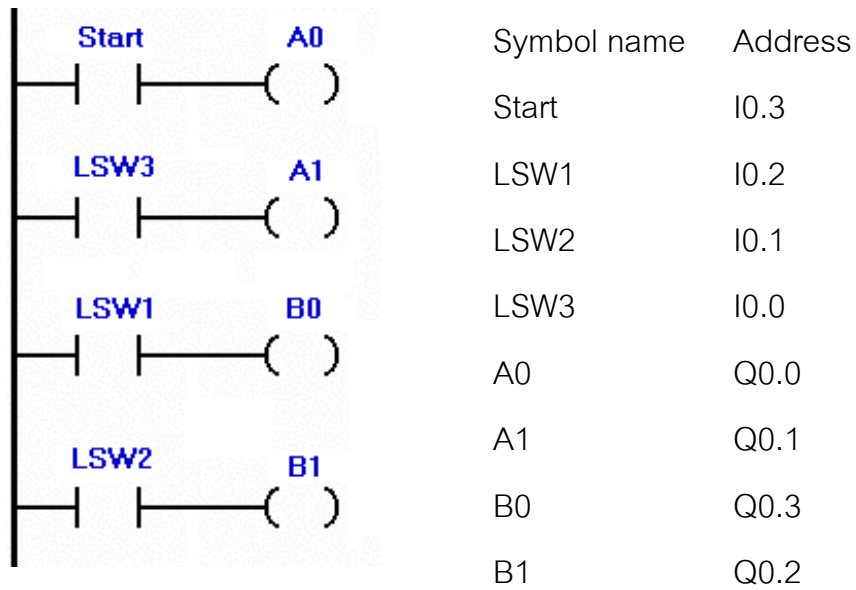 Start A0
LSW3 A1
LSW1 B0
LSW2 B1
Symbol name Address
Start I0.3
LSW1 I0.2
LSW2 I0.1
LSW3 I0.0
A0 Q0.0
A1 Q0.1
B0 Q0.3
B1 Q0.2